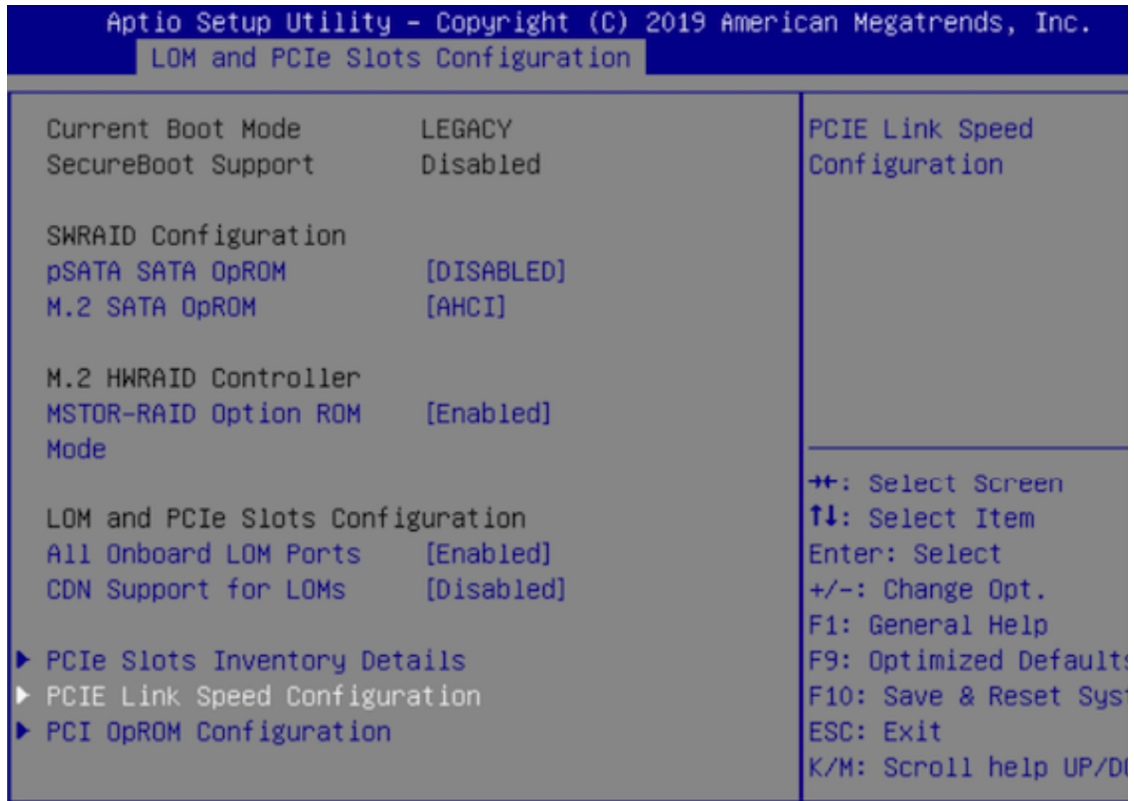 Aptio Setup Utility – Copyright (C) 2019 American Megatrends, Inc.
LOM and PCIe Slots Configuration
Current Boot Mode LEGACY
SecureBoot Support Disabled
SWRAID Configuration
pSATA SATA OpROM [DISABLED]
M.2 SATA OpROM [AHCI]
M.2 HWRAID Controller
MSTOR-RAID Option ROM [Enabled]
Mode
LOM and PCIe Slots Configuration
All Onboard LOM Ports [Enabled]
CDN Support for LOMs [Disabled]
PCIe Slots Inventory Details
PCIE Link Speed Configuration
PCI OpROM Configuration
PCIE Link Speed
Configuration
→←: Select Screen
↑↓: Select Item
Enter: Select
+/-: Change Opt.
F1: General Help
F9: Optimized Defaults
F10: Save & Reset Syst
ESC: Exit
K/M: Scroll help UP/DO